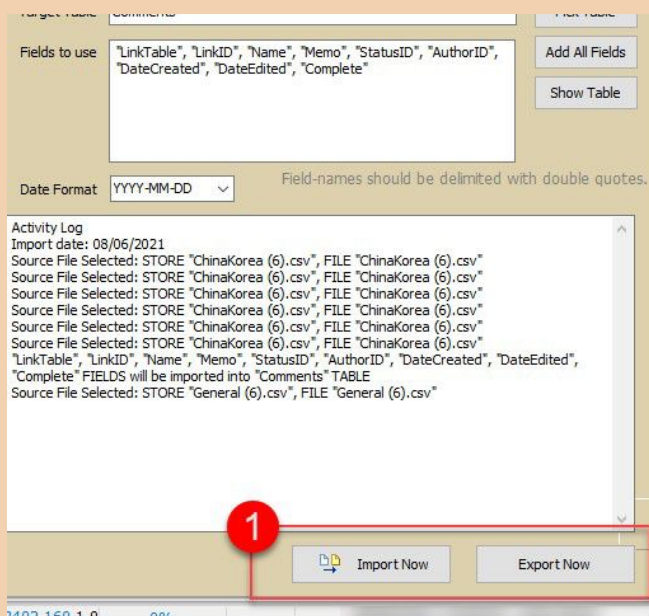 Target Table Comments Pick Table
Fields to use "LinkTable", "LinkID", "Name", "Memo", "StatusID", "AuthorID", Add All Fields
"DateCreated", "DateEdited", "Complete"
Show Table
Date Format YYYY-MM-DD Field-names should be delimited with double quotes.
Activity Log
Import date: 08/06/2021
Source File Selected: STORE "ChinaKorea (6).csv", FILE "ChinaKorea (6).csv"
Source File Selected: STORE "ChinaKorea (6).csv", FILE "ChinaKorea (6).csv"
Source File Selected: STORE "ChinaKorea (6).csv", FILE "ChinaKorea (6).csv"
Source File Selected: STORE "ChinaKorea (6).csv", FILE "ChinaKorea (6).csv"
Source File Selected: STORE "ChinaKorea (6).csv", FILE "ChinaKorea (6).csv"
Source File Selected: STORE "ChinaKorea (6).csv", FILE "ChinaKorea (6).csv"
"LinkTable", "LinkID", "Name", "Memo", "StatusID", "AuthorID", "DateCreated", "DateEdited",
"Complete" FIELDS will be imported into "Comments" TABLE
Source File Selected: STORE "General (6).csv", FILE "General (6).csv"
1
Import Now Export Now